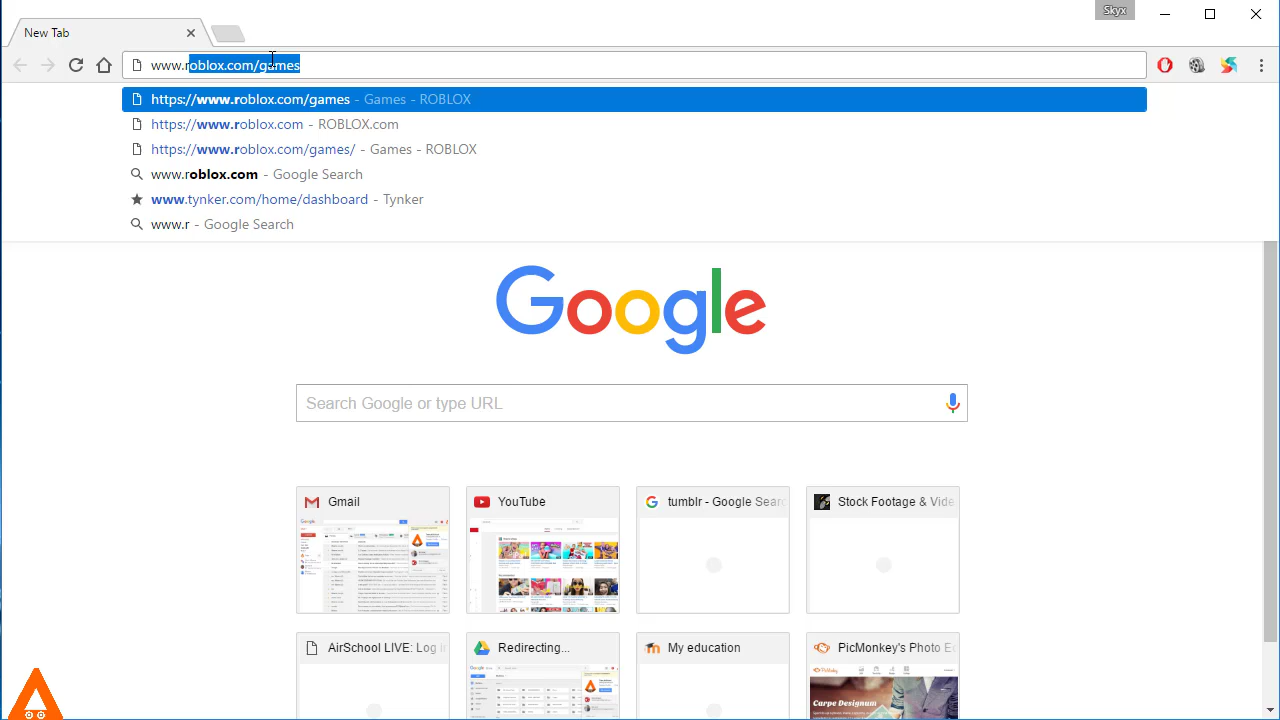 Skyx
New Tab
www.roblox.com/games
https://www.roblox.com/games - Games - ROBLOX
https://www.roblox.com - ROBLOX.com
https://www.roblox.com/games/ - Games - ROBLOX
www.roblox.com - Google Search
www.tynker.com/home/dashboard - Tynker
www.r - Google Search
Google
Search Google or type URL
Gmail
YouTube
tumblr - Google Sear
Stock Footage & Vide
AirSchool LIVE: Log i
Redirecting...
My education
PicMonkey's Photo E
Carpe Designum